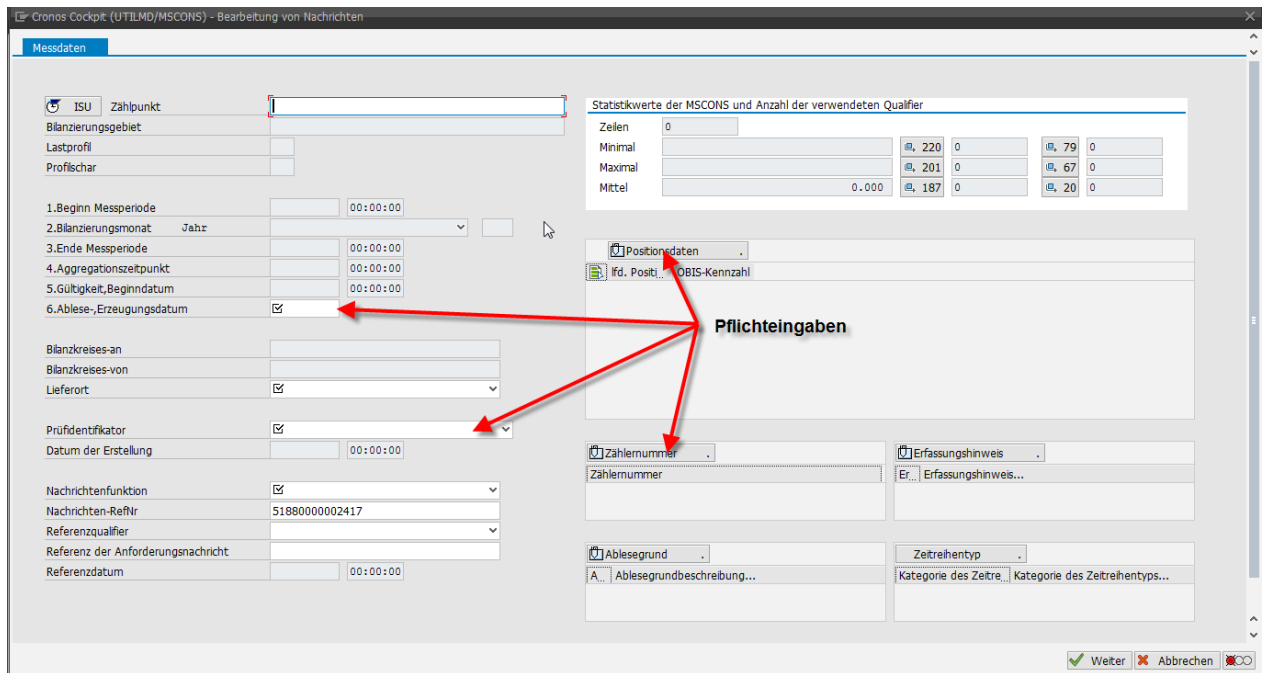 Cronos Cockpit (UTILMD/MSCONS) - Bearbeitung von Nachrichten
Messdaten
ISU Zählpunkt
Bilanzierungsgebiet
Lastprofil
Profilschar
1.Beginn Messperiode 00:00:00
2.Bilanzierungsmonat Jahr
3.Ende Messperiode 00:00:00
4.Aggregationszeitpunkt 00:00:00
5.Gültigkeit,Beginndatum 00:00:00
6.Ablese-,Erzeugungsdatum
Bilanzkreises-an
Bilanzkreises-von
Lieferort
Prüfidentifikator
Datum der Erstellung 00:00:00
Nachrichtenfunktion
Nachrichten-RefNr 51880000002417
Referenzqualifier
Referenz der Anforderungsnachricht
Referenzdatum 00:00:00
Statistikwerte der MSCONS und Anzahl der verwendeten Qualifier
Zeilen 0
Minimal 220 0 79 0
Maximal 201 0 67 0
Mittel 0.000 187 0 20 0
Positionsdaten .
lfd. Positi... OBIS-Kennzahl
Pflichteingaben
Zählernummer .
Zählernummer
Erfassungshinweis .
Er... Erfassungshinweis...
Ablesegrund .
A... Ablesegrundbeschreibung...
Zeitreihentyp .
Kategorie des Zeitre... Kategorie des Zeitreihentyps...
Weiter Abbrechen